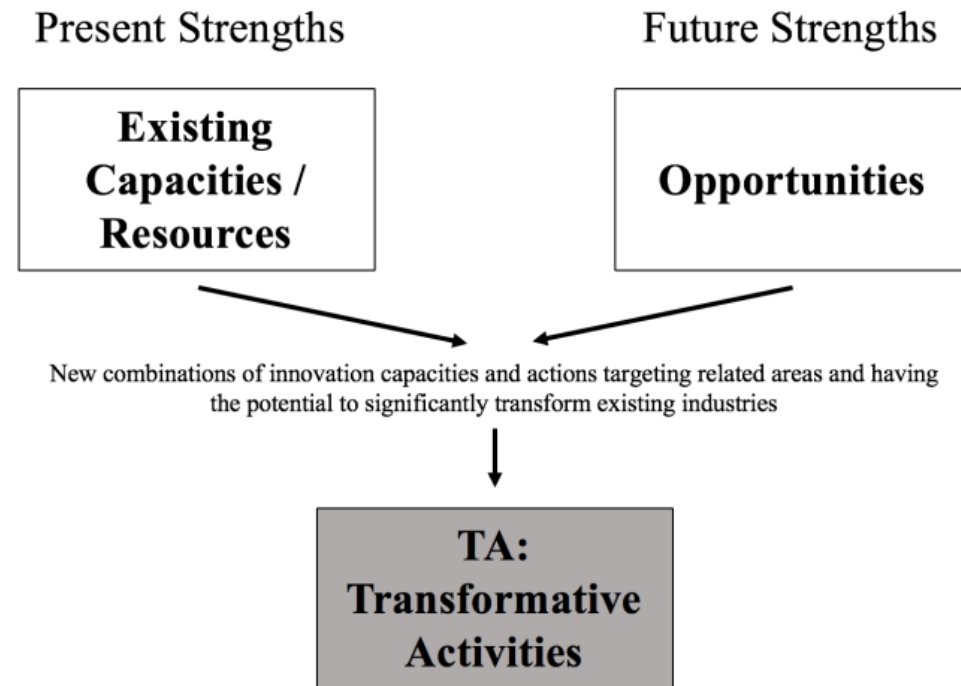 Present Strengths
Future Strengths
Existing
Capacities /
Resources
Opportunities
New combinations of innovation capacities and actions targeting related areas and having
the potential to significantly transform existing industries
TA:
Transformative
Activities